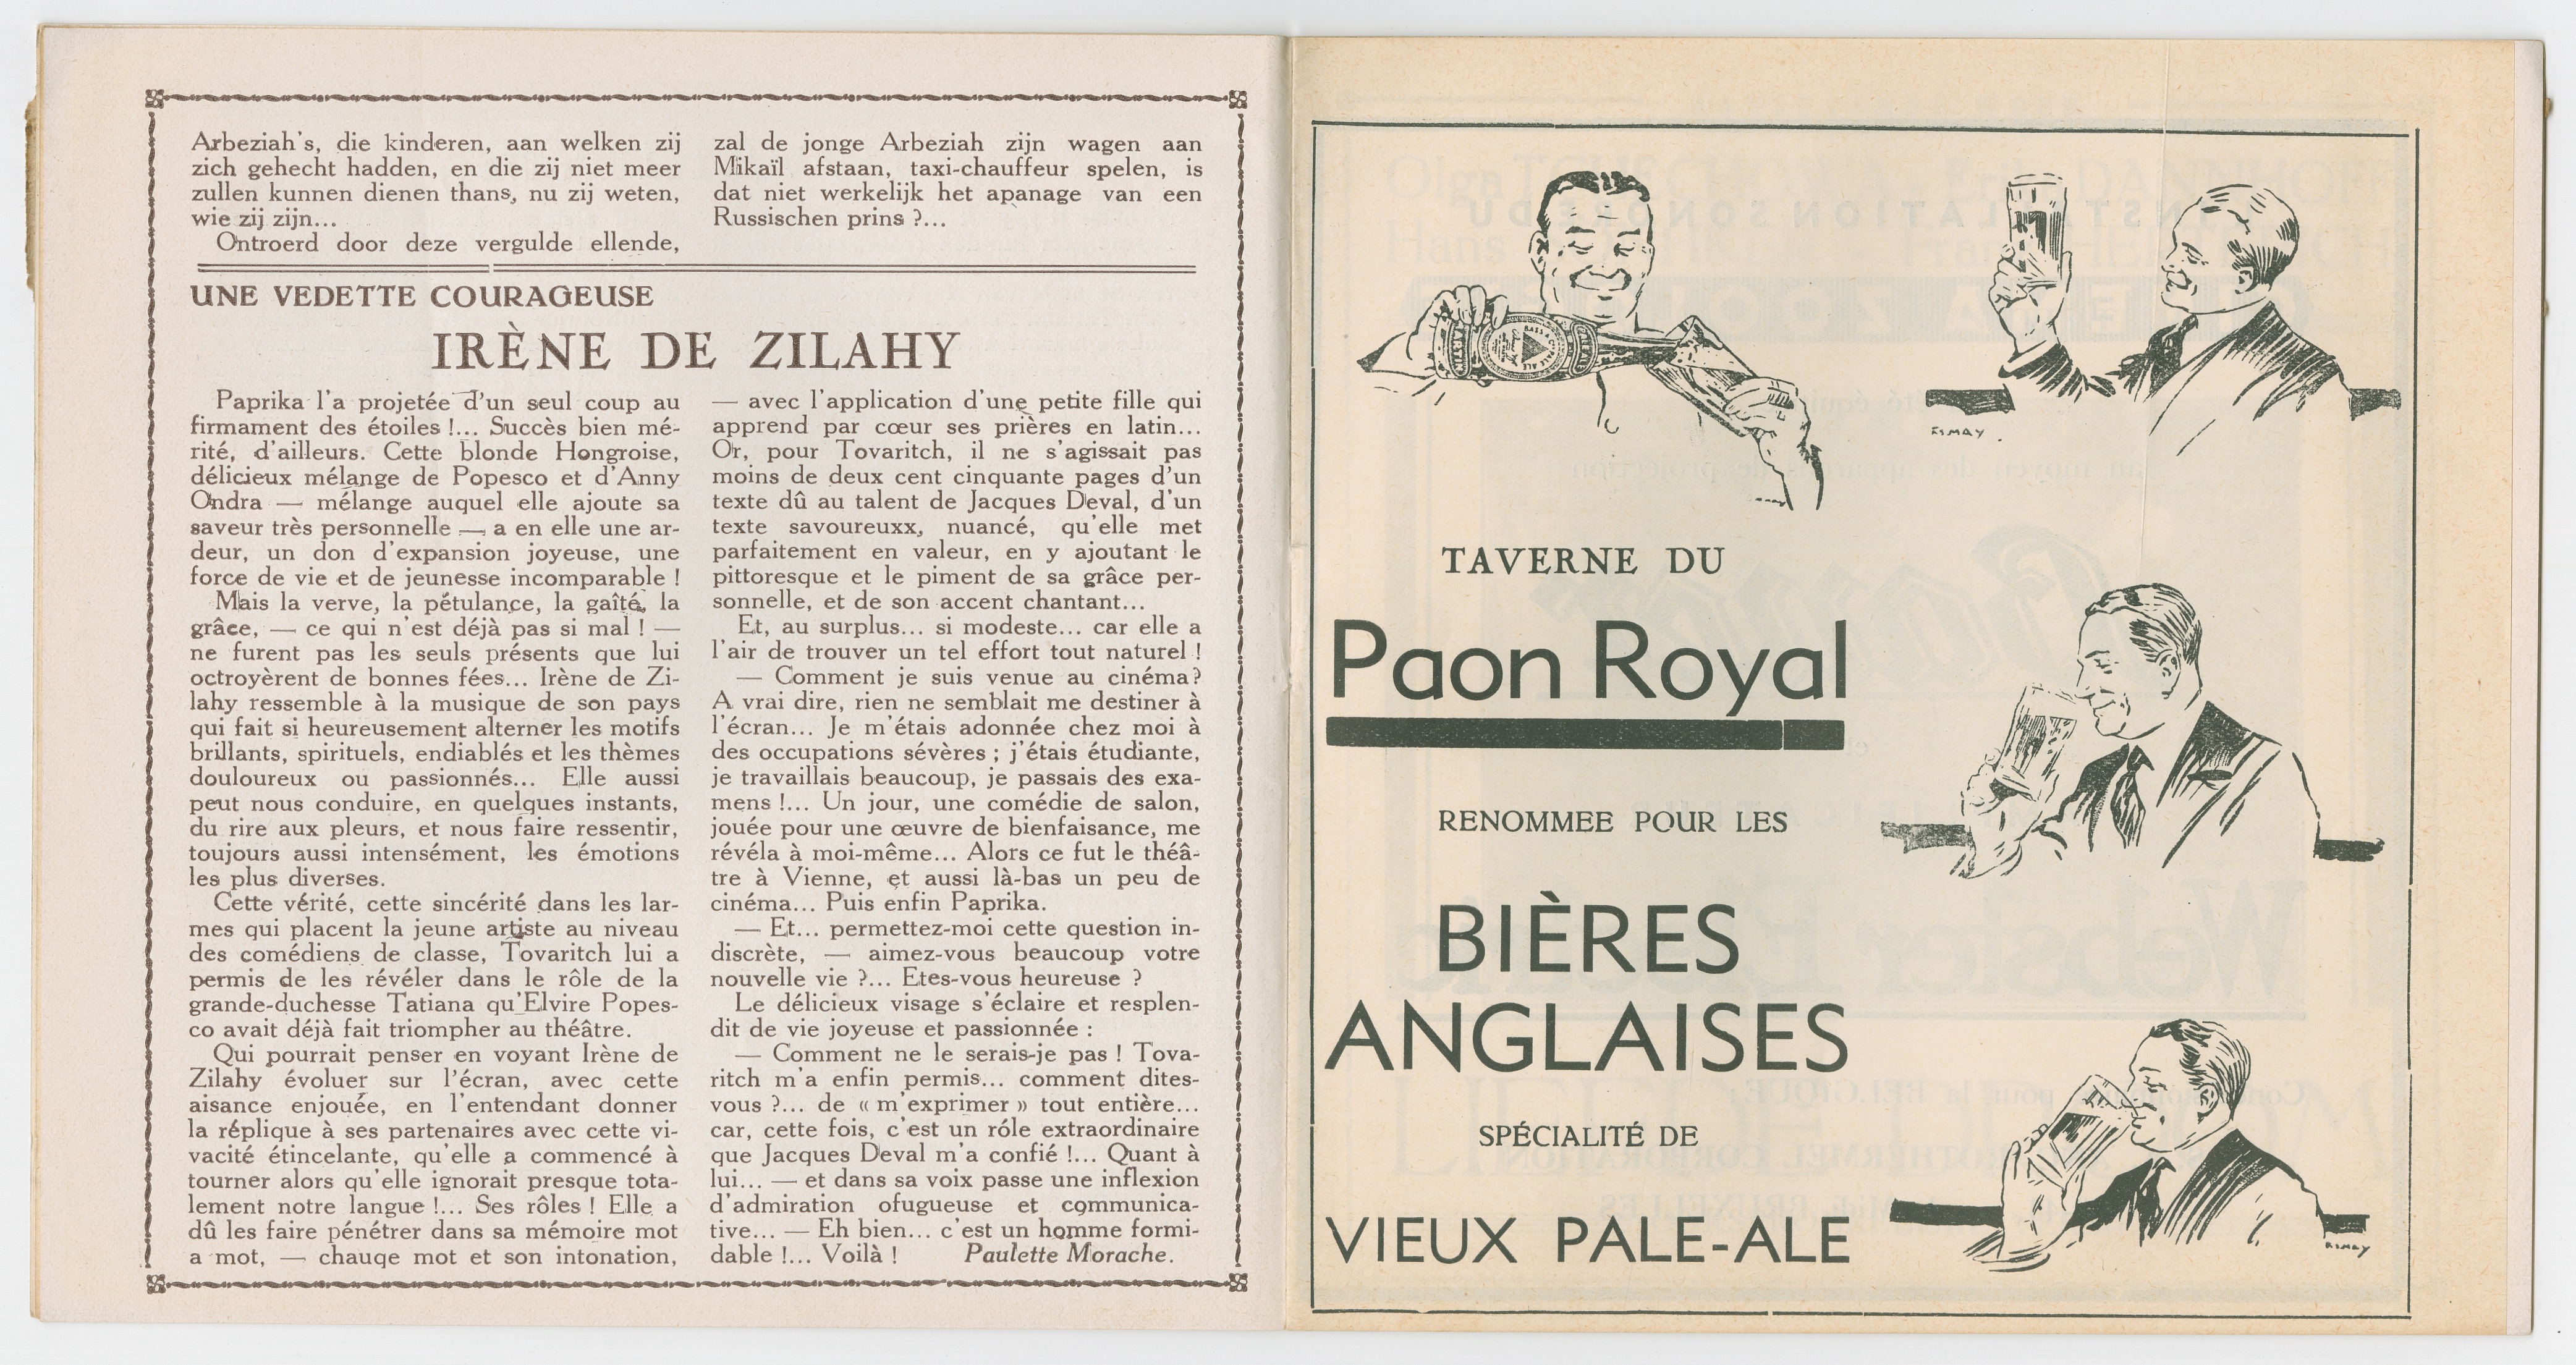 Arbeziah's, die kinderen, aan welken zij
zich gehecht hadden, en die zij niet meer
zullen kunnen dienen thans, nu zij weten,
wie zij zijn...
Ontroerd door deze vergulde ellende,
zal de jonge Arbeziah zijn wagen aan
Mikaïl afstaan, taxi-chauffeur spelen, is
dat niet werkelijk het apanage van een
Russischen prins ?...
UNE VEDETTE COURAGEUSE
IRÈNE DE ZILAHY
Paprika l'a projetée d'un seul coup au
firmament des étoiles !... Succès bien mé-
rité, d'ailleurs. Cette blonde Hongroise,
délicieux mélange de Popesco et d'Anny
Ondra — mélange auquel elle ajoute sa
saveur très personnelle — a en elle une ar-
deur, un don d'expansion joyeuse, une
force de vie et de jeunesse incomparable !
Mais la verve, la pétulance, la gaîté, la
grâce, — ce qui n'est déjà pas si mal ! —
ne furent pas les seuls présents que lui
octroyèrent de bonnes fées... Irène de Zi-
lahy ressemble à la musique de son pays
qui fait si heureusement alterner les motifs
brillants, spirituels, endiablés et les thèmes
douloureux ou passionnés... Elle aussi
peut nous conduire, en quelques instants,
du rire aux pleurs, et nous faire ressentir,
toujours aussi intensément, les émotions
les plus diverses.
Cette vérité, cette sincérité dans les lar-
mes qui placent la jeune artiste au niveau
des comédiens de classe, Tovaritch lui a
permis de les révéler dans le rôle de la
grande-duchesse Tatiana qu'Elvire Popes-
co avait déjà fait triompher au théâtre.
Qui pourrait penser en voyant Irène de
Zilahy évoluer sur l'écran, avec cette
aisance enjouée, en l'entendant donner
la réplique à ses partenaires avec cette vi-
vacité étincelante, qu'elle a commencé à
tourner alors qu'elle ignorait presque tota-
lement notre langue !... Ses rôles ! Elle a
dû les faire pénétrer dans sa mémoire mot
a mot, — chauqe mot et son intonation,
— avec l'application d'une petite fille qui
apprend par cœur ses prières en latin...
Or, pour Tovaritch, il ne s'agissait pas
moins de deux cent cinquante pages d'un
texte dû au talent de Jacques Deval, d'un
texte savoureuxx, nuancé, qu'elle met
parfaitement en valeur, en y ajoutant le
pittoresque et le piment de sa grâce per-
sonnelle, et de son accent chantant...
Et, au surplus... si modeste... car elle a
l'air de trouver un tel effort tout naturel !
— Comment je suis venue au cinéma?
A vrai dire, rien ne semblait me destiner à
l'écran... Je m'étais adonnée chez moi à
des occupations sévères ; j'étais étudiante,
je travaillais beaucoup, je passais des exa-
mens !... Un jour, une comédie de salon,
jouée pour une œuvre de bienfaisance, me
révéla à moi-même... Alors ce fut le théâ-
tre à Vienne, et aussi là-bas un peu de
cinéma... Puis enfin Paprika.
— Et... permettez-moi cette question in-
discrète, — aimez-vous beaucoup votre
nouvelle vie ?... Etes-vous heureuse ?
Le délicieux visage s'éclaire et resplen-
dit de vie joyeuse et passionnée :
— Comment ne le serais-je pas ! Tova-
ritch m'a enfin permis... comment dites-
vous ?... de « m'exprimer » tout entière...
car, cette fois, c'est un róle extraordinaire
que Jacques Deval m'a confié !... Quant à
lui... — et dans sa voix passe une inflexion
d'admiration ofugueuse et communica-
tive... — Eh bien... c'est un homme formi-
dable !... Voilà ! Paulette Morache.
TAVERNE DU
Paon Royal
RENOMMEE POUR LES
BIÈRES
ANGLAISES
SPÉCIALITÉ DE
VIEUX PALE-ALE